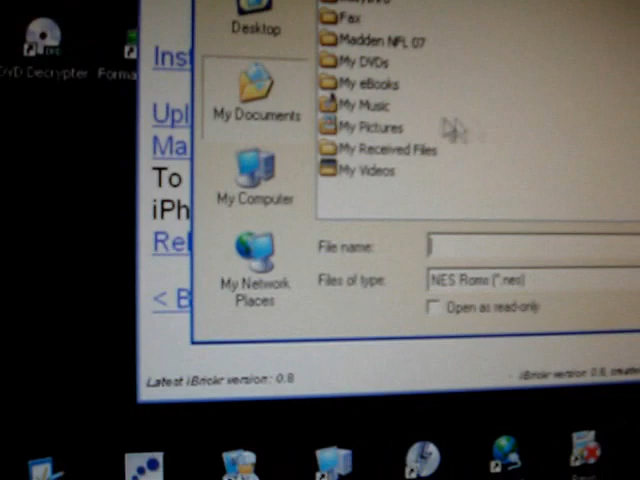 Fax
Desktop
Madden NFL 07
My DVDs
My eBooks
My Music
My Pictures
My Received Files
My Videos
My Documents
My Computer
My Network
Places
File name:
Files of type:
NES Roms (*.nes)
Open as read-only
DVD Decrypter
Forma
Inst
Upl
Ma
To
iPh
Rel
< B
Latest iBrickr version: 0.8
iBrickr version 0.8, creative